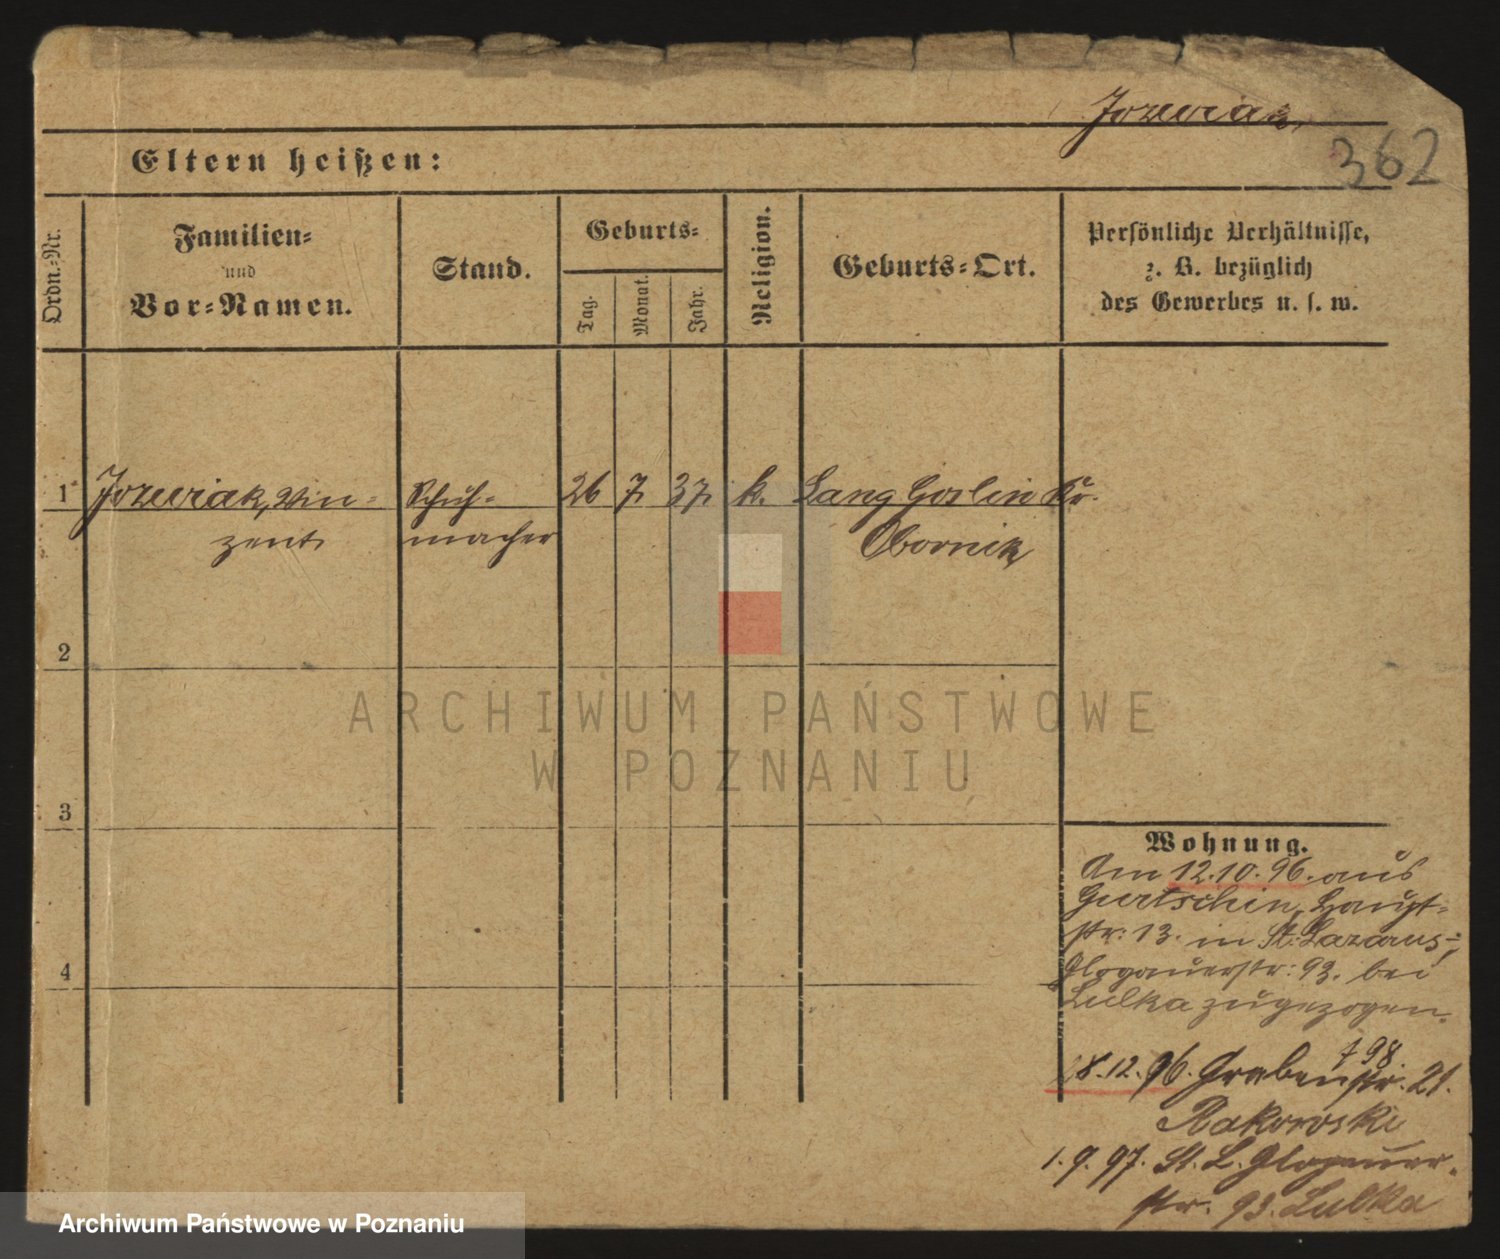 Jozwiak,
362
Eltern heißen:
Ordn.-Nr.
Familien-
und
Vor-Namen.
Stand.
Geburts-
Tag.
Monat.
Jahr.
Religion.
Geburts-Ort.
Persönliche Verhältnisse,
z. B. bezüglich
des Gewerbes u. s. w.
1 Jozwiak, Vin- Schuh- 26 7 37 k. Lang Goslin Kr.
zent macher Obornik
2
ARCHIWUM PAŃSTWOWE
W POZNANIU
3
4
Wohnung.
Am 12.10.96. aus
Gurtschin, Haupt-
str: 13. in St. Lazarus,
Glogauerstr: 93. bei
Lulka zugezogen.
† 98.
8.12.96. Grabenstr. 21.
Rakowski
1.9.97. St. L. Glogauer-
str. 93. Lulka
Archiwum Państwowe w Poznaniu